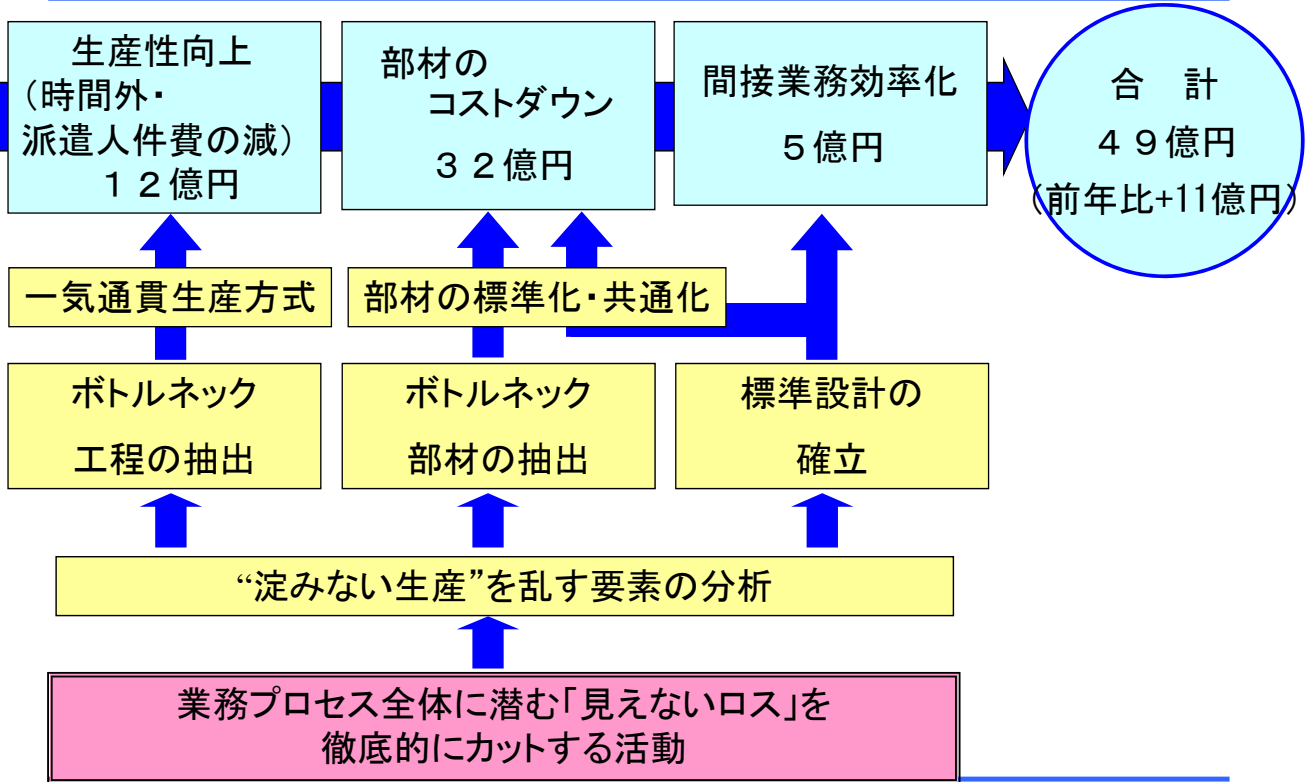 生産性向上
（時間外・
派遣人件費の減）
１２億円
部材の
コストダウン
３２億円
間接業務効率化
５億円
合　計
４９億円
(前年比+11億円)
一気通貫生産方式
部材の標準化・共通化
ボトルネック
工程の抽出
ボトルネック
部材の抽出
標準設計の
確立
“淀みない生産”を乱す要素の分析
業務プロセス全体に潜む「見えないロス」を
徹底的にカットする活動